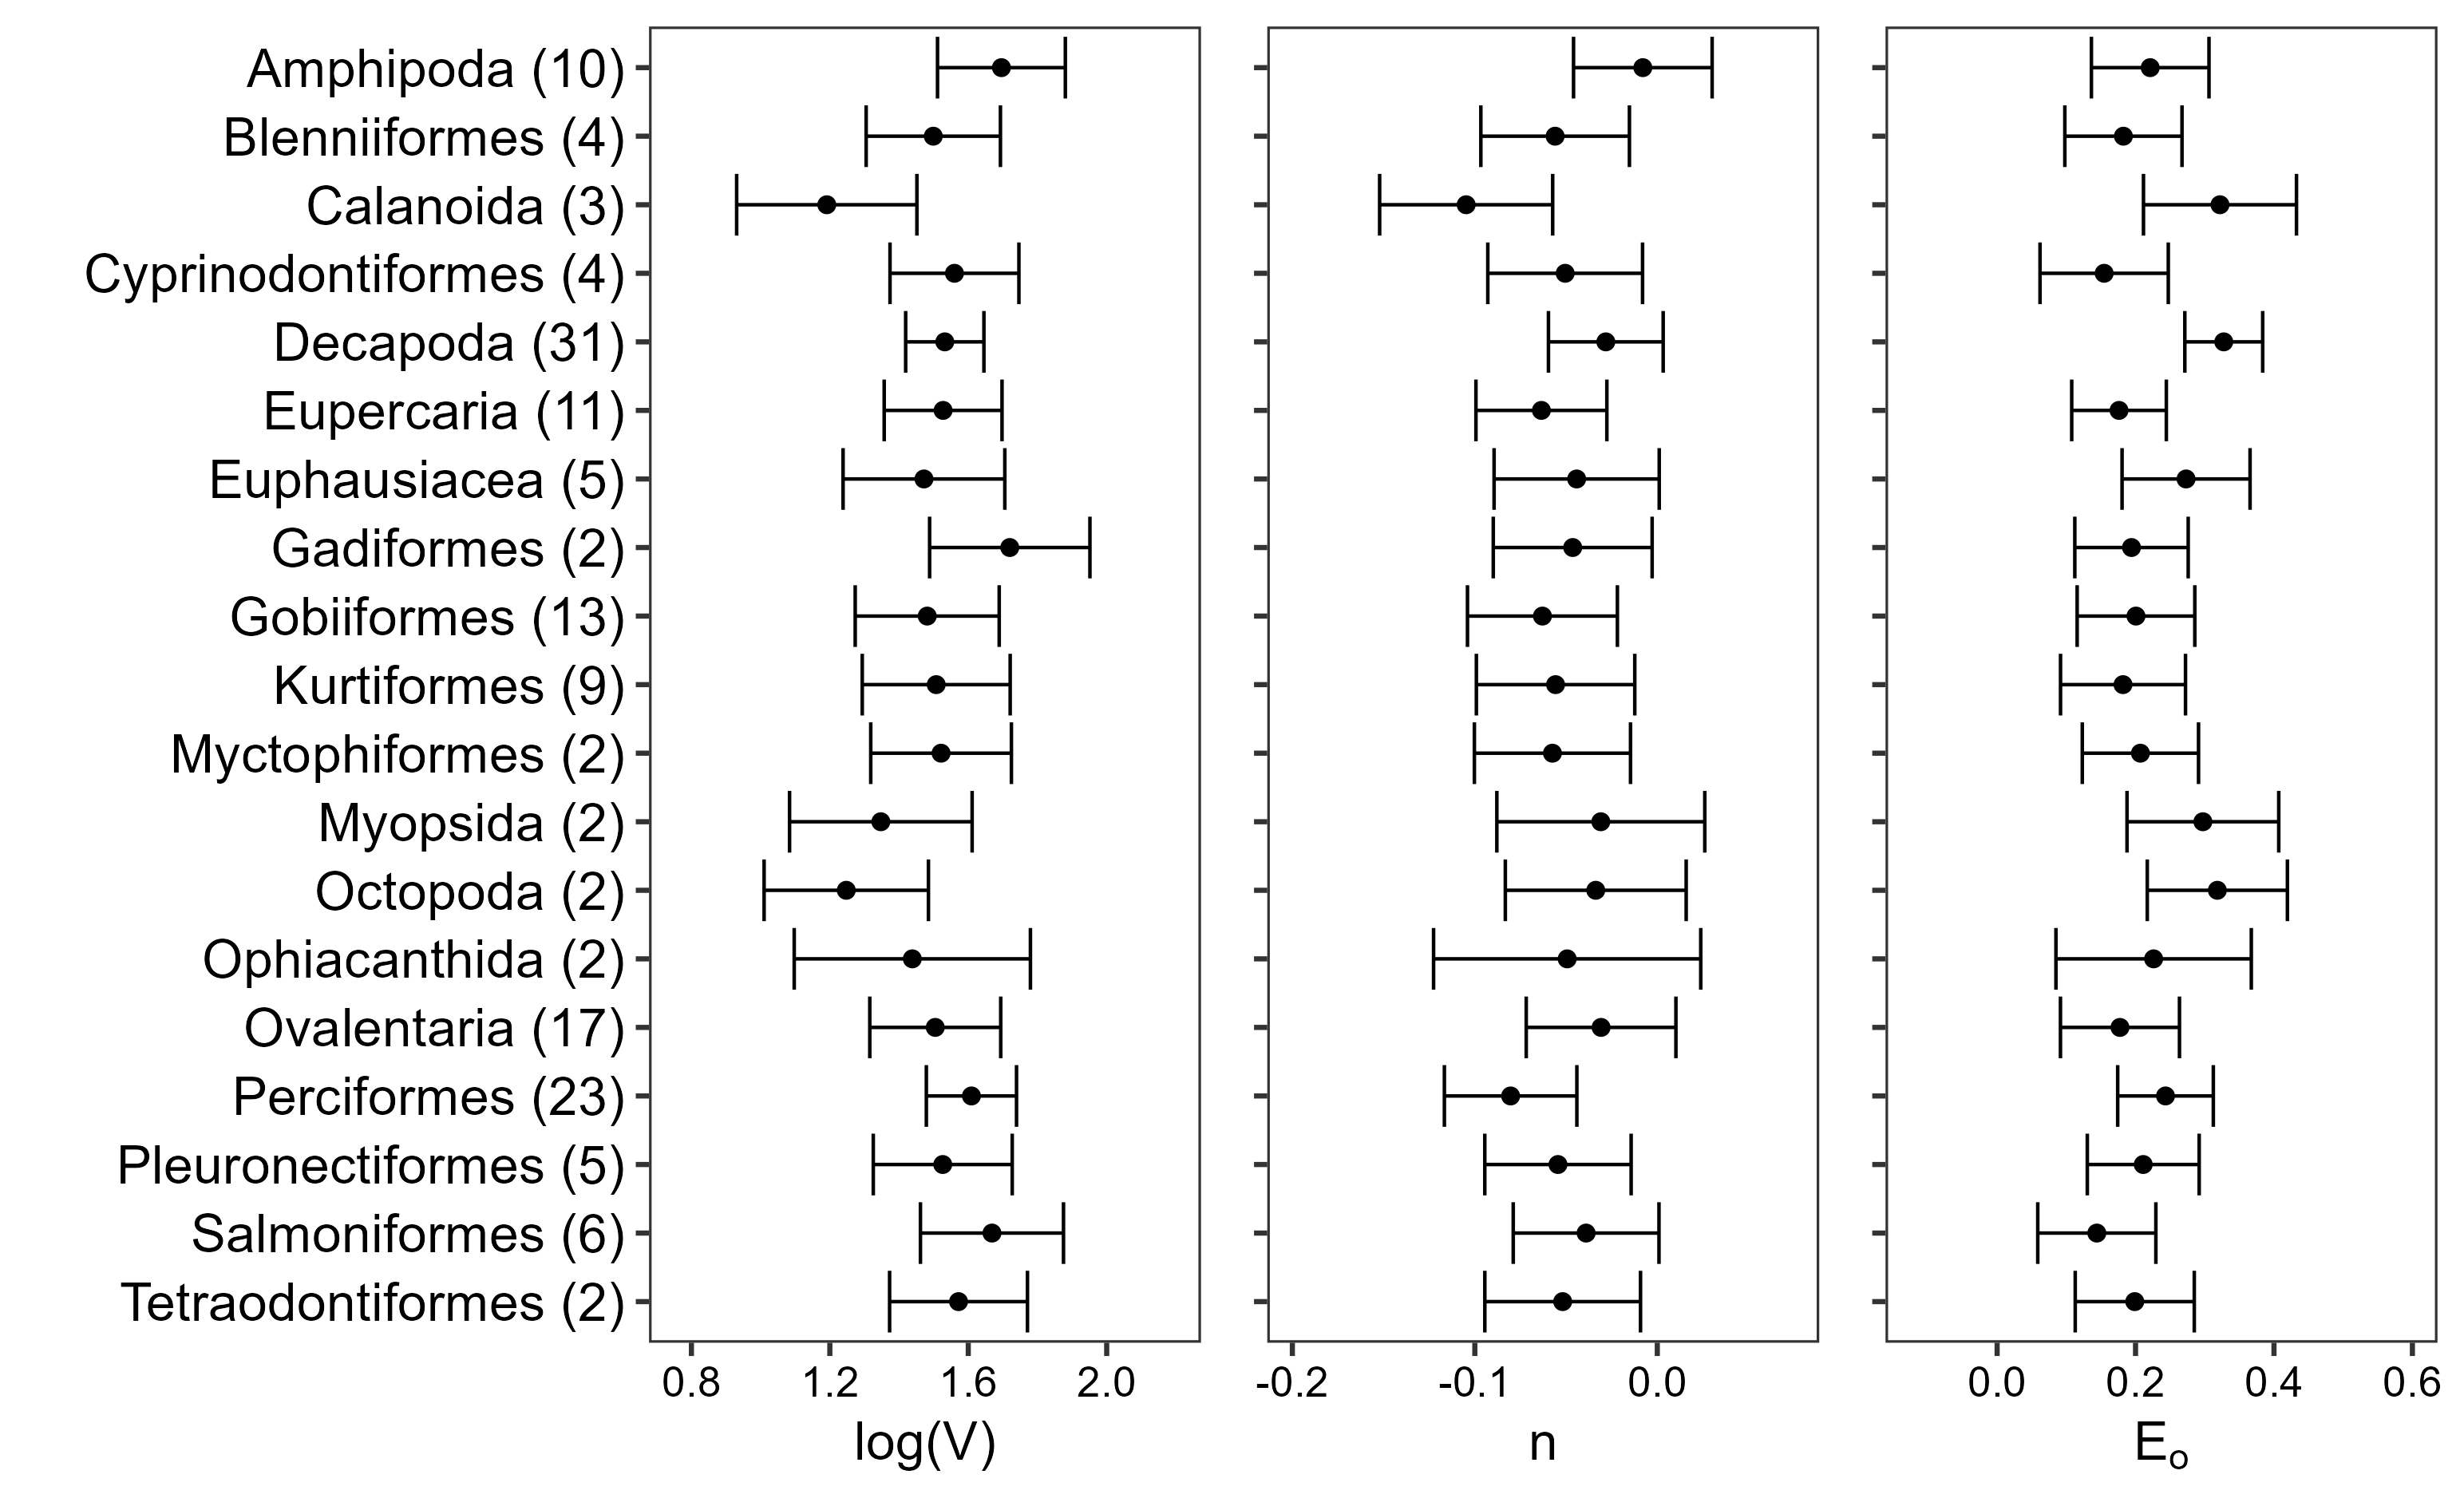 Amphipoda (10)
Blenniiformes (4)
Calanoida (3)
Cyprinodontiformes (4)
Decapoda (31)
Eupercaria (11)
Euphausiacea (5)
Gadiformes (2)
Gobiiformes (13)
Kurtiformes (9)
Myctophiformes (2)
Myopsida (2)
Octopoda (2)
Ophiacanthida (2)
Ovalentaria (17)
Perciformes (23)
Pleuronectiformes (5)
Salmoniformes (6)
Tetraodontiformes (2)
0.8 1.2 1.6 2.0
log(V)
-0.2 -0.1 0.0
n
0.0 0.2 0.4 0.6
Eₒ